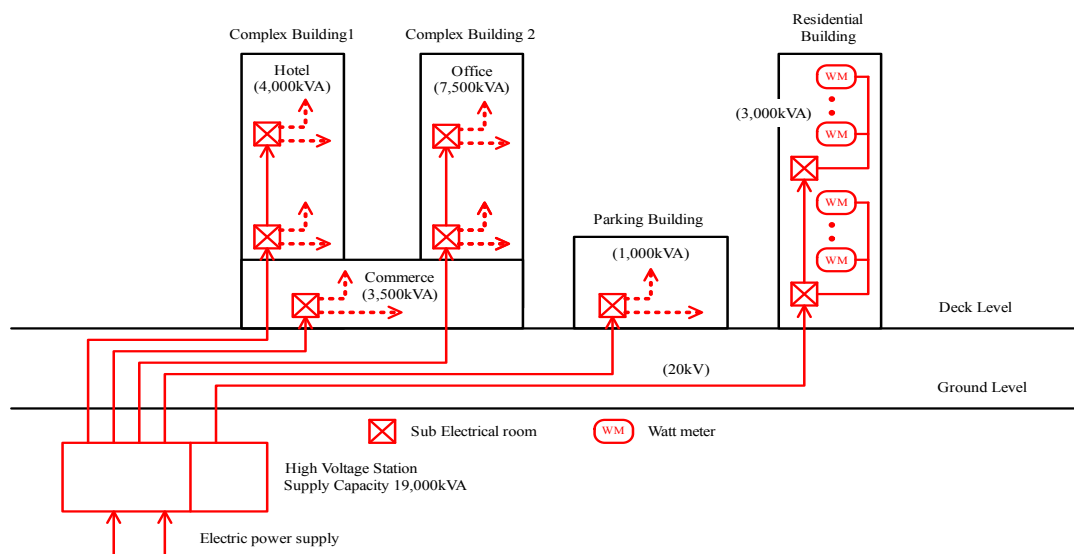 Complex Building1
Complex Building 2
Residential
Building
Hotel
(4,000kVA)
Office
(7,500kVA)
WM
(3,000kVA)
WM
WM
Parking Building
(1,000kVA)
WM
Commerce
(3,500kVA)
Deck Level
(20kV)
Ground Level
Sub Electrical room
WM
Watt meter
High Voltage Station
Supply Capacity 19,000kVA
Electric power supply